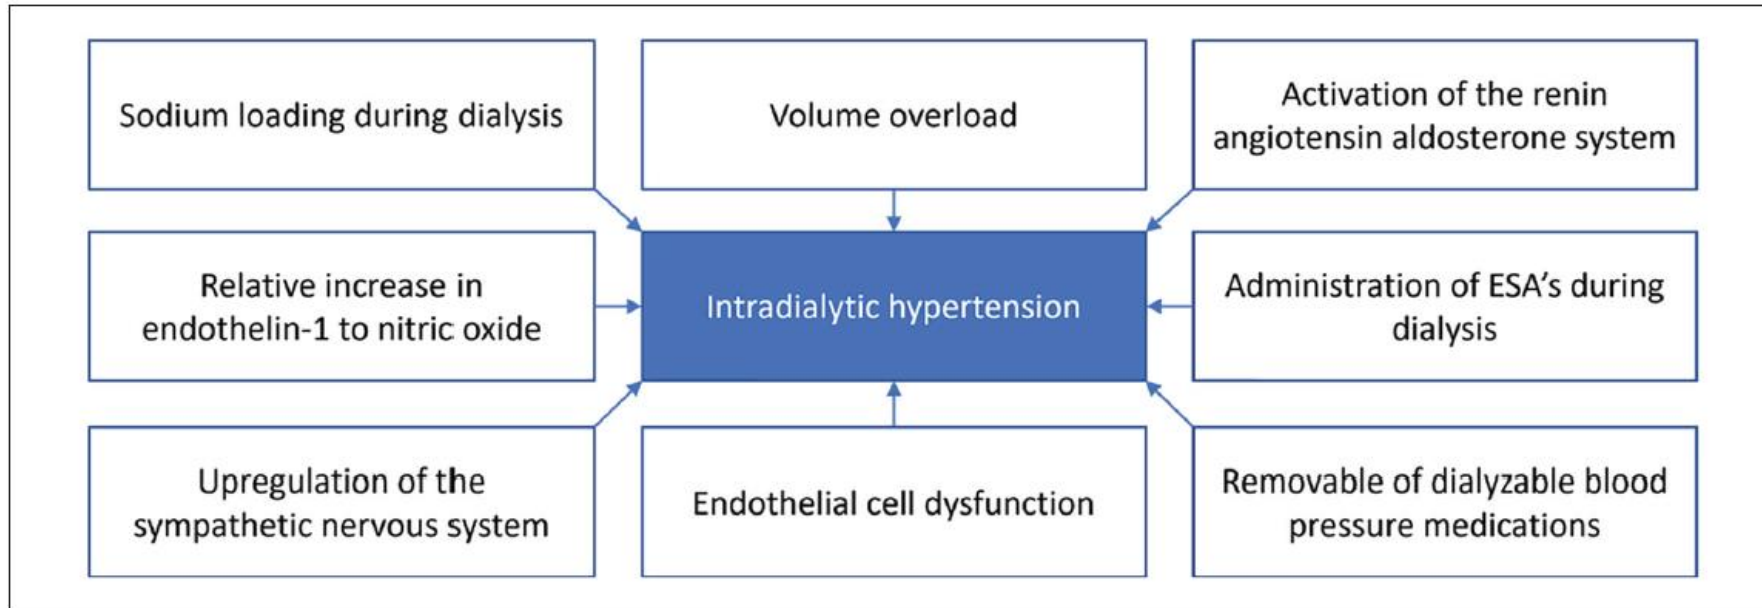 Sodium loading during dialysis
Volume overload
Activation of the renin
angiotensin aldosterone system
Relative increase in
endothelin-1 to nitric oxide
Intradialytic hypertension
Administration of ESA's during
dialysis
Upregulation of the
sympathetic nervous system
Endothelial cell dysfunction
Removable of dialyzable blood
pressure medications